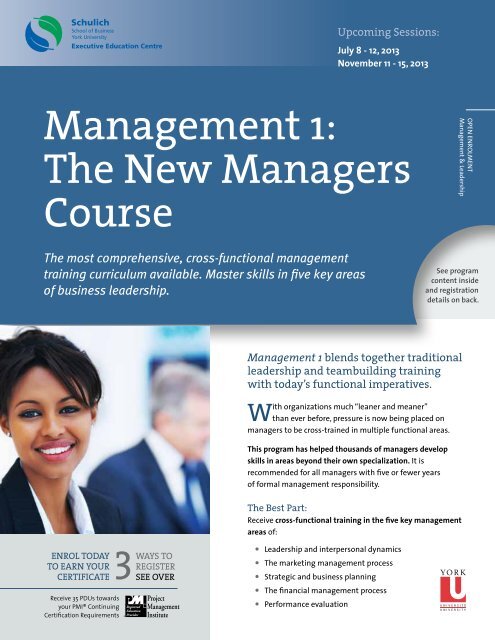 Schulich
School of Business
York University
Executive Education Centre
Upcoming Sessions:
July 8 - 12, 2013
November 11 - 15, 2013
OPEN ENROLMENT
Management & Leadership
Management 1:
The New Managers
Course
The most comprehensive, cross-functional management
training curriculum available. Master skills in five key areas
of business leadership.
See program
content inside
and registration
details on back.
Management 1 blends together traditional
leadership and teambuilding training
with today's functional imperatives.
With organizations much “leaner and meaner”
than ever before, pressure is now being placed on
managers to be cross-trained in multiple functional areas.
This program has helped thousands of managers develop
skills in areas beyond their own specialization. It is
recommended for all managers with five or fewer years
of formal management responsibility.
The Best Part:
Receive cross-functional training in the five key management
areas of:
• Leadership and interpersonal dynamics
• The marketing management process
• Strategic and business planning
• The financial management process
• Performance evaluation
ENROL TODAY
TO EARN YOUR
CERTIFICATE
3
WAYS TO
REGISTER
SEE OVER
Receive 35 PDUs towards
your PMI® Continuing
Certification Requirements
PMI
Registered
Education
Provider
Project
Management
Institute
YORK
U
UNIVERSITÉ
UNIVERSITY